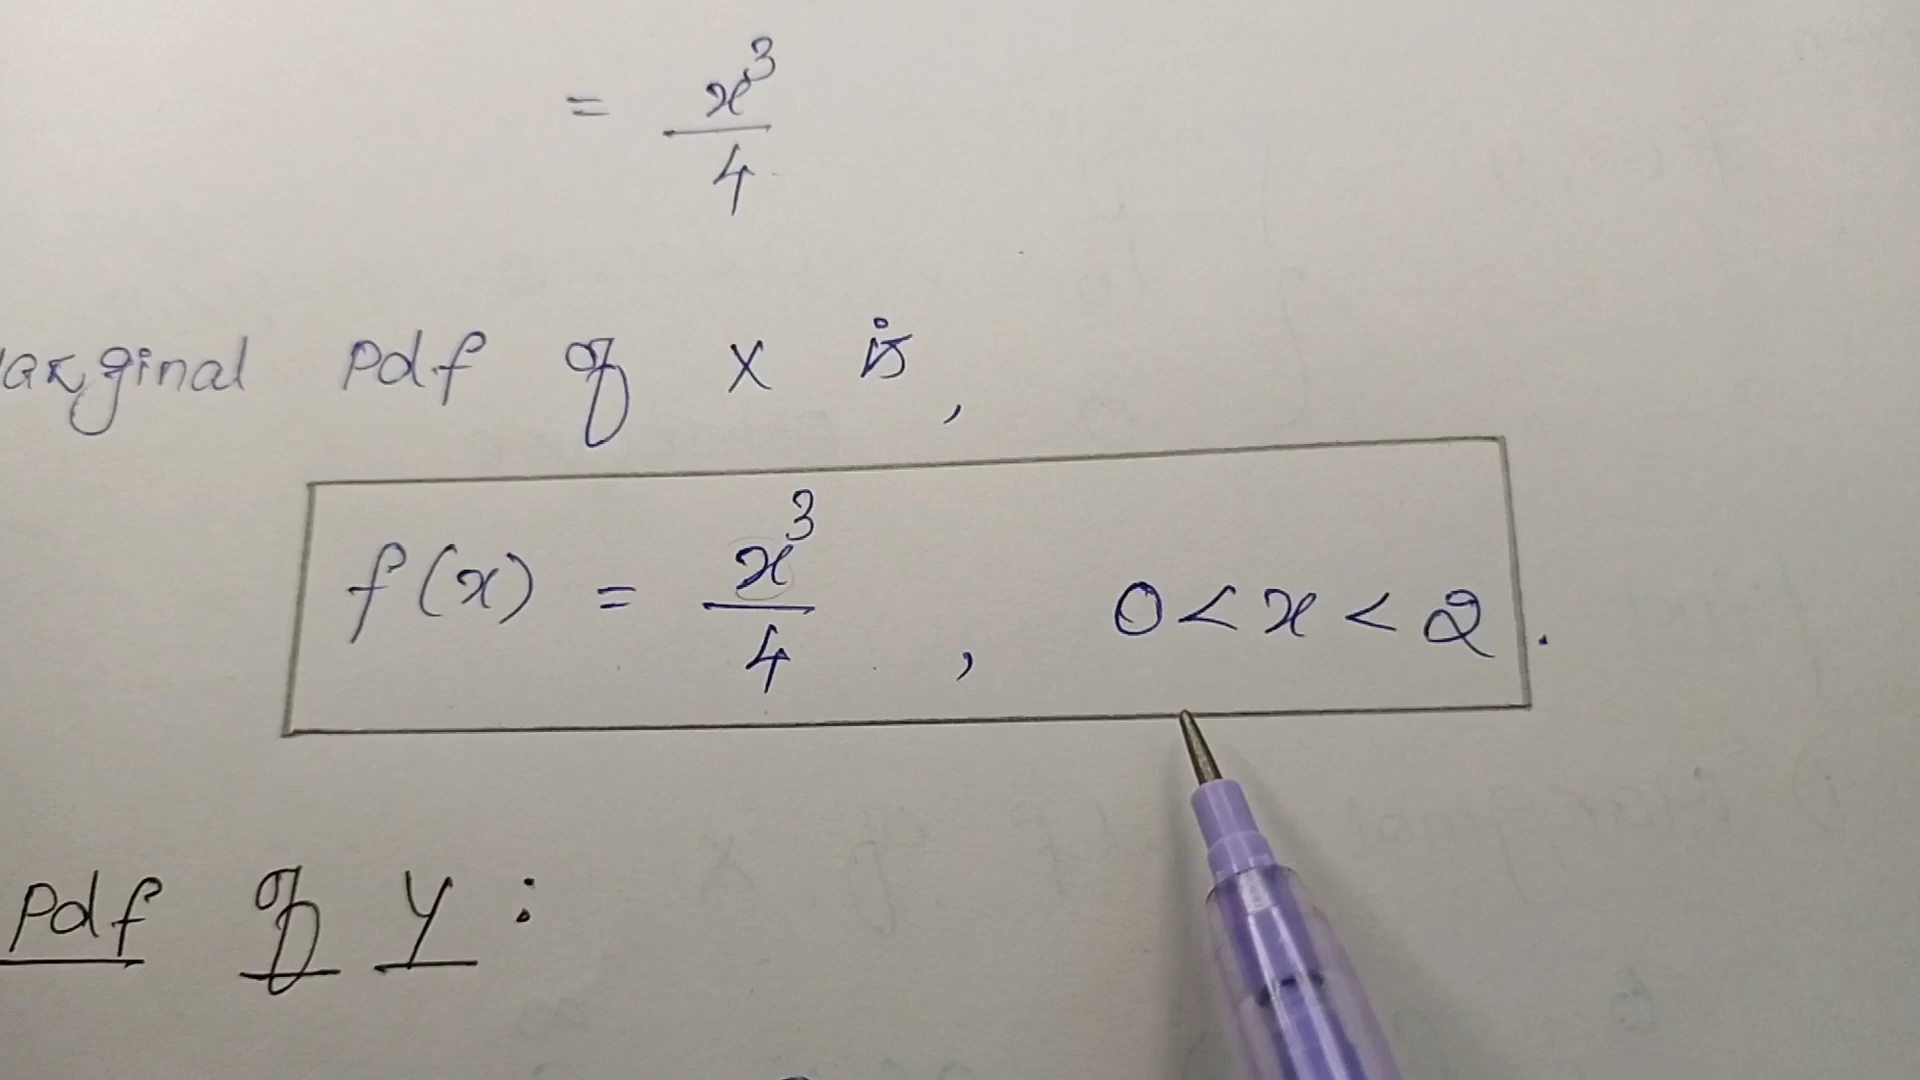 = x³/4
arginal Pdf of X is,
f(x) = x³/4 , 0 < x < 2 .
Pdf of Y :